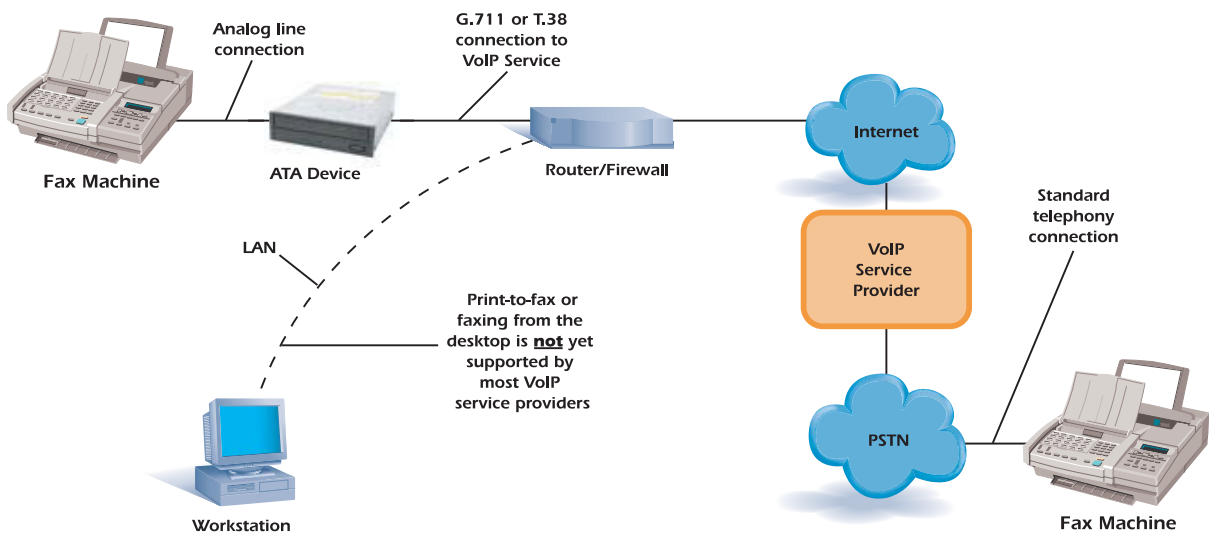 Analog line
connection
G.711 or T.38
connection to
VoIP Service
Fax Machine
ATA Device
Router/Firewall
Internet
LAN
Print-to-fax or
faxing from the
desktop is not yet
supported by
most VoIP
service providers
Workstation
VoIP
Service
Provider
Standard
telephony
connection
PSTN
Fax Machine